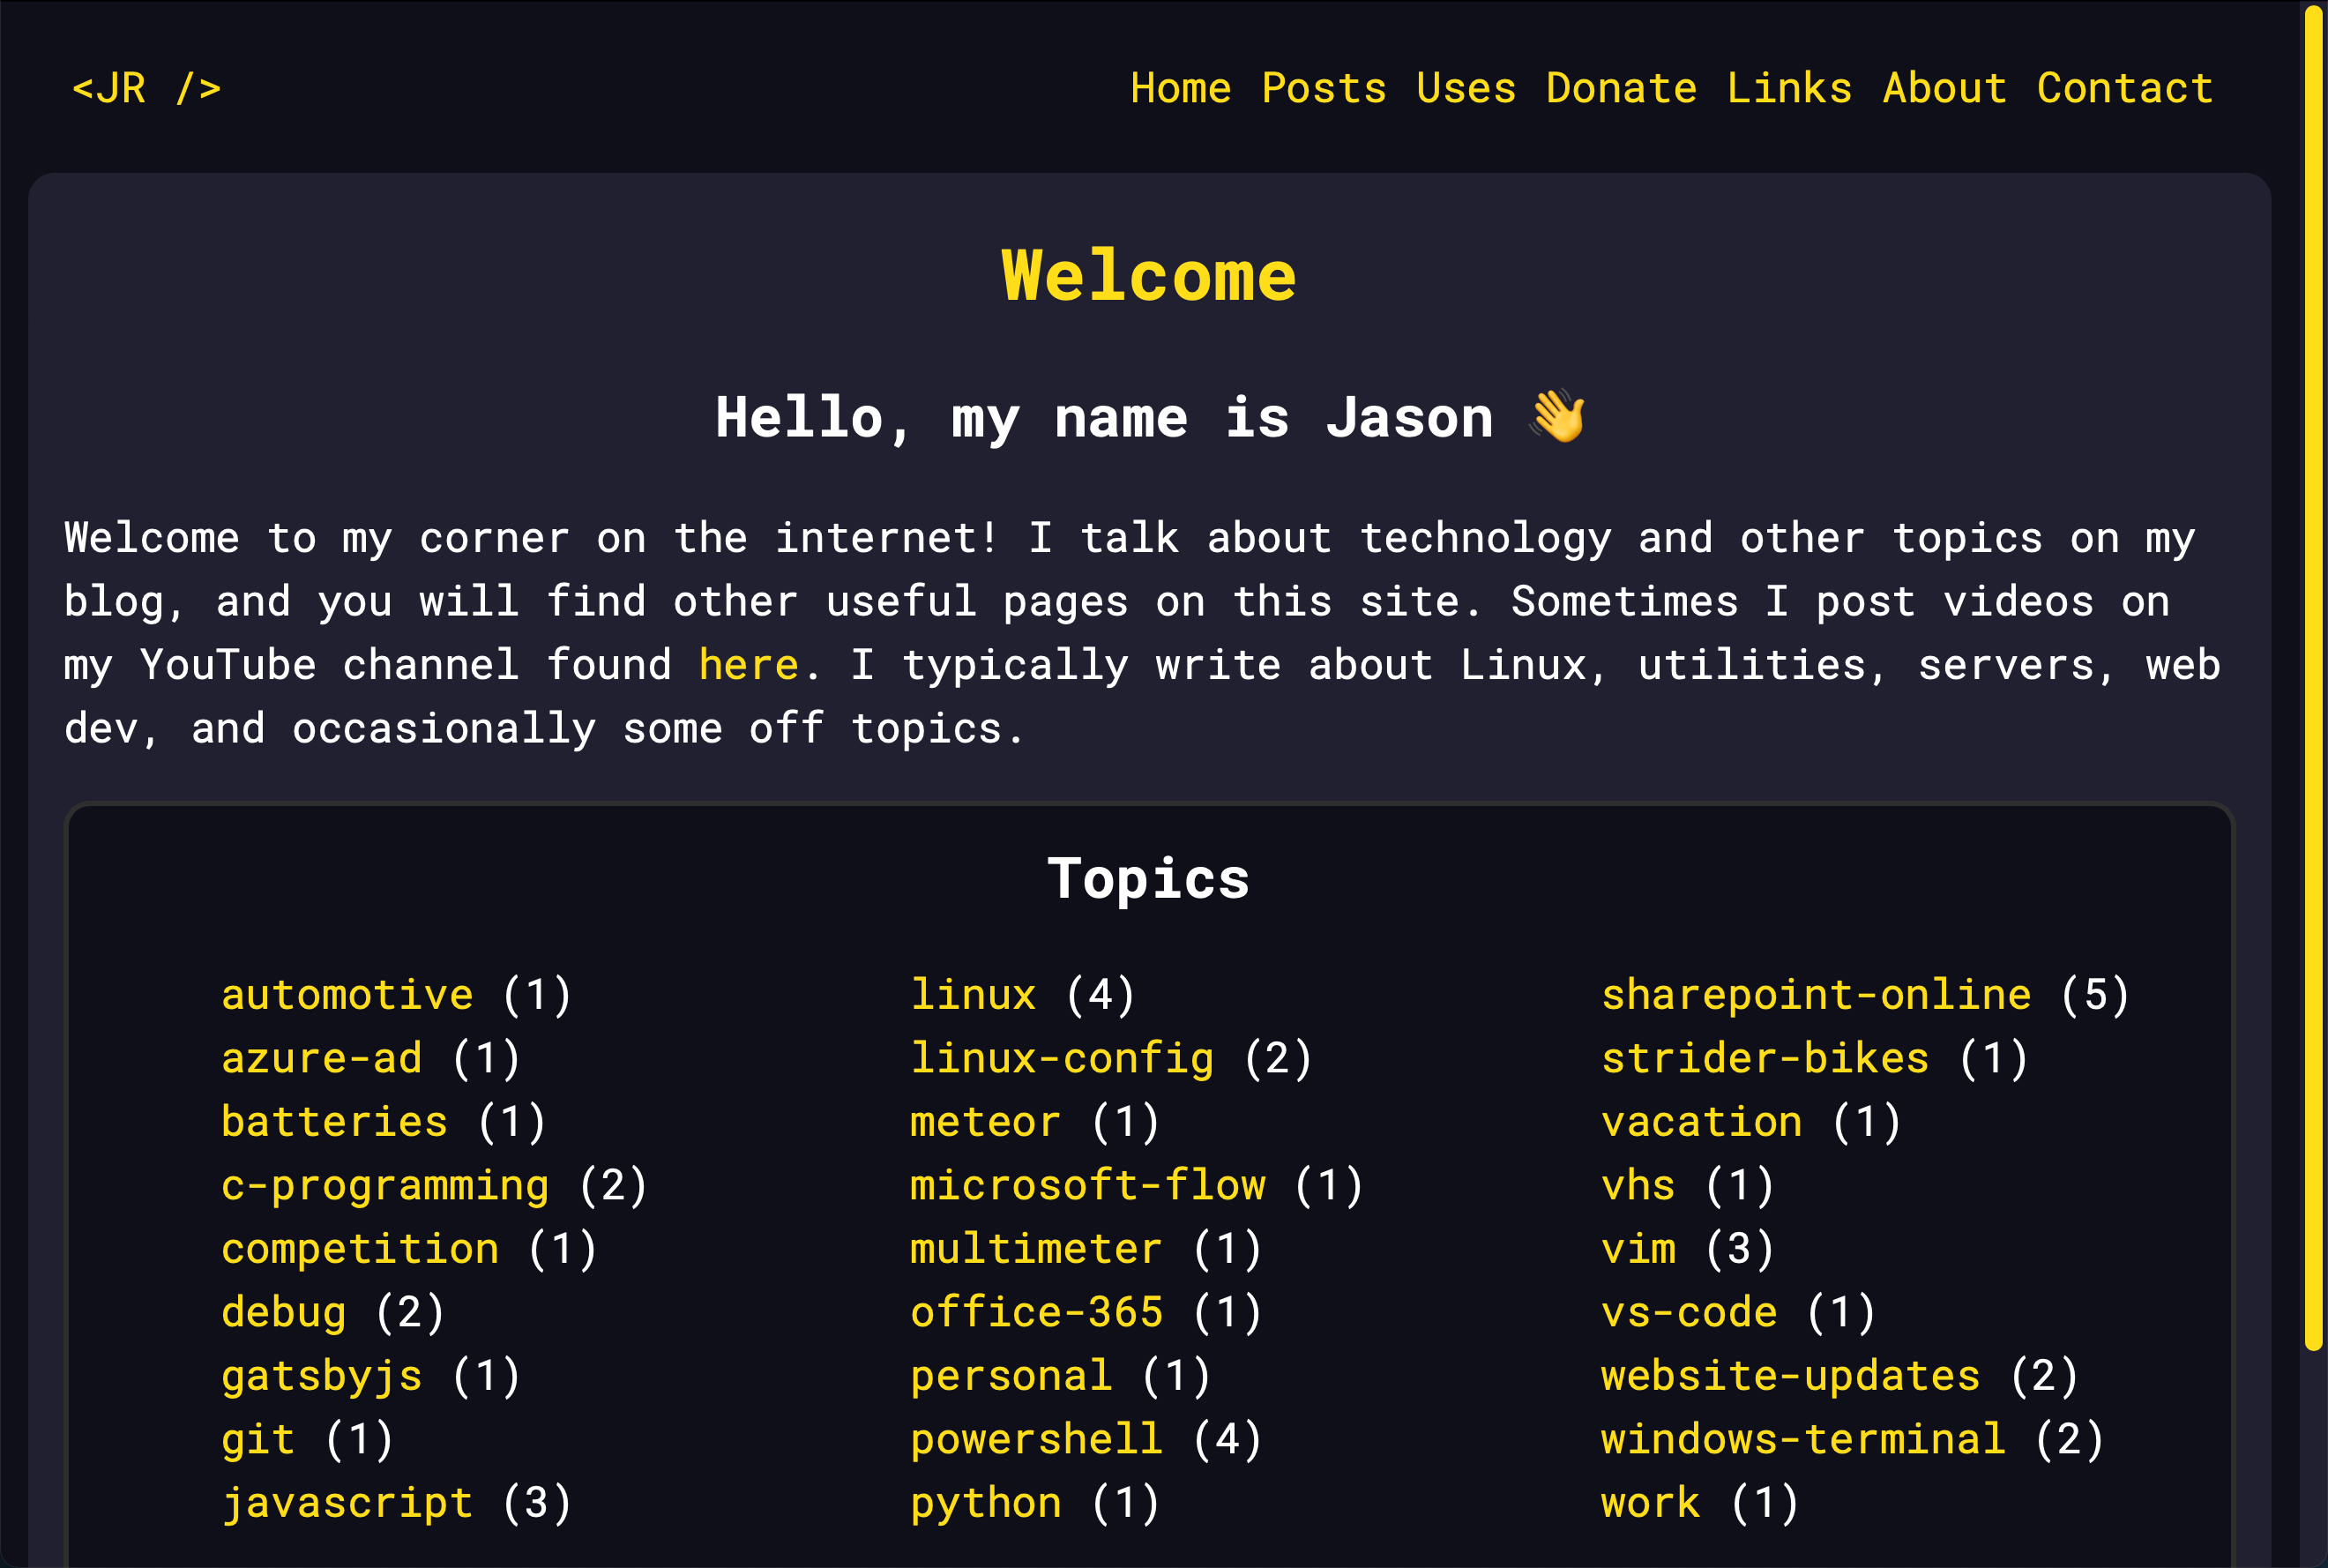 <JR />
Home Posts Uses Donate Links About Contact
Welcome
Hello, my name is Jason 👋
Welcome to my corner on the internet! I talk about technology and other topics on my
blog, and you will find other useful pages on this site. Sometimes I post videos on
my YouTube channel found here. I typically write about Linux, utilities, servers, web
dev, and occasionally some off topics.
Topics
automotive (1)
azure-ad (1)
batteries (1)
c-programming (2)
competition (1)
debug (2)
gatsbyjs (1)
git (1)
javascript (3)
linux (4)
linux-config (2)
meteor (1)
microsoft-flow (1)
multimeter (1)
office-365 (1)
personal (1)
powershell (4)
python (1)
sharepoint-online (5)
strider-bikes (1)
vacation (1)
vhs (1)
vim (3)
vs-code (1)
website-updates (2)
windows-terminal (2)
work (1)